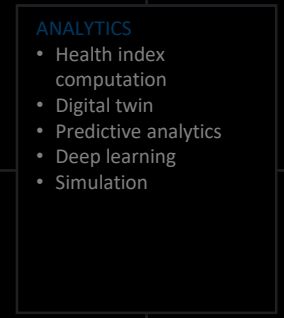 ANALYTICS
• Health index
computation
• Digital twin
• Predictive analytics
• Deep learning
• Simulation